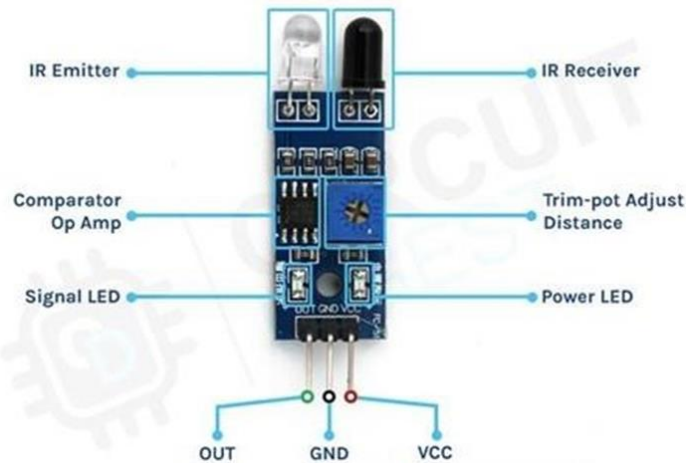 IR Emitter
IR Receiver
Comparator
Op Amp
Trim-pot Adjust
Distance
Signal LED
Power LED
OUT GND VCC
OUT
GND
VCC